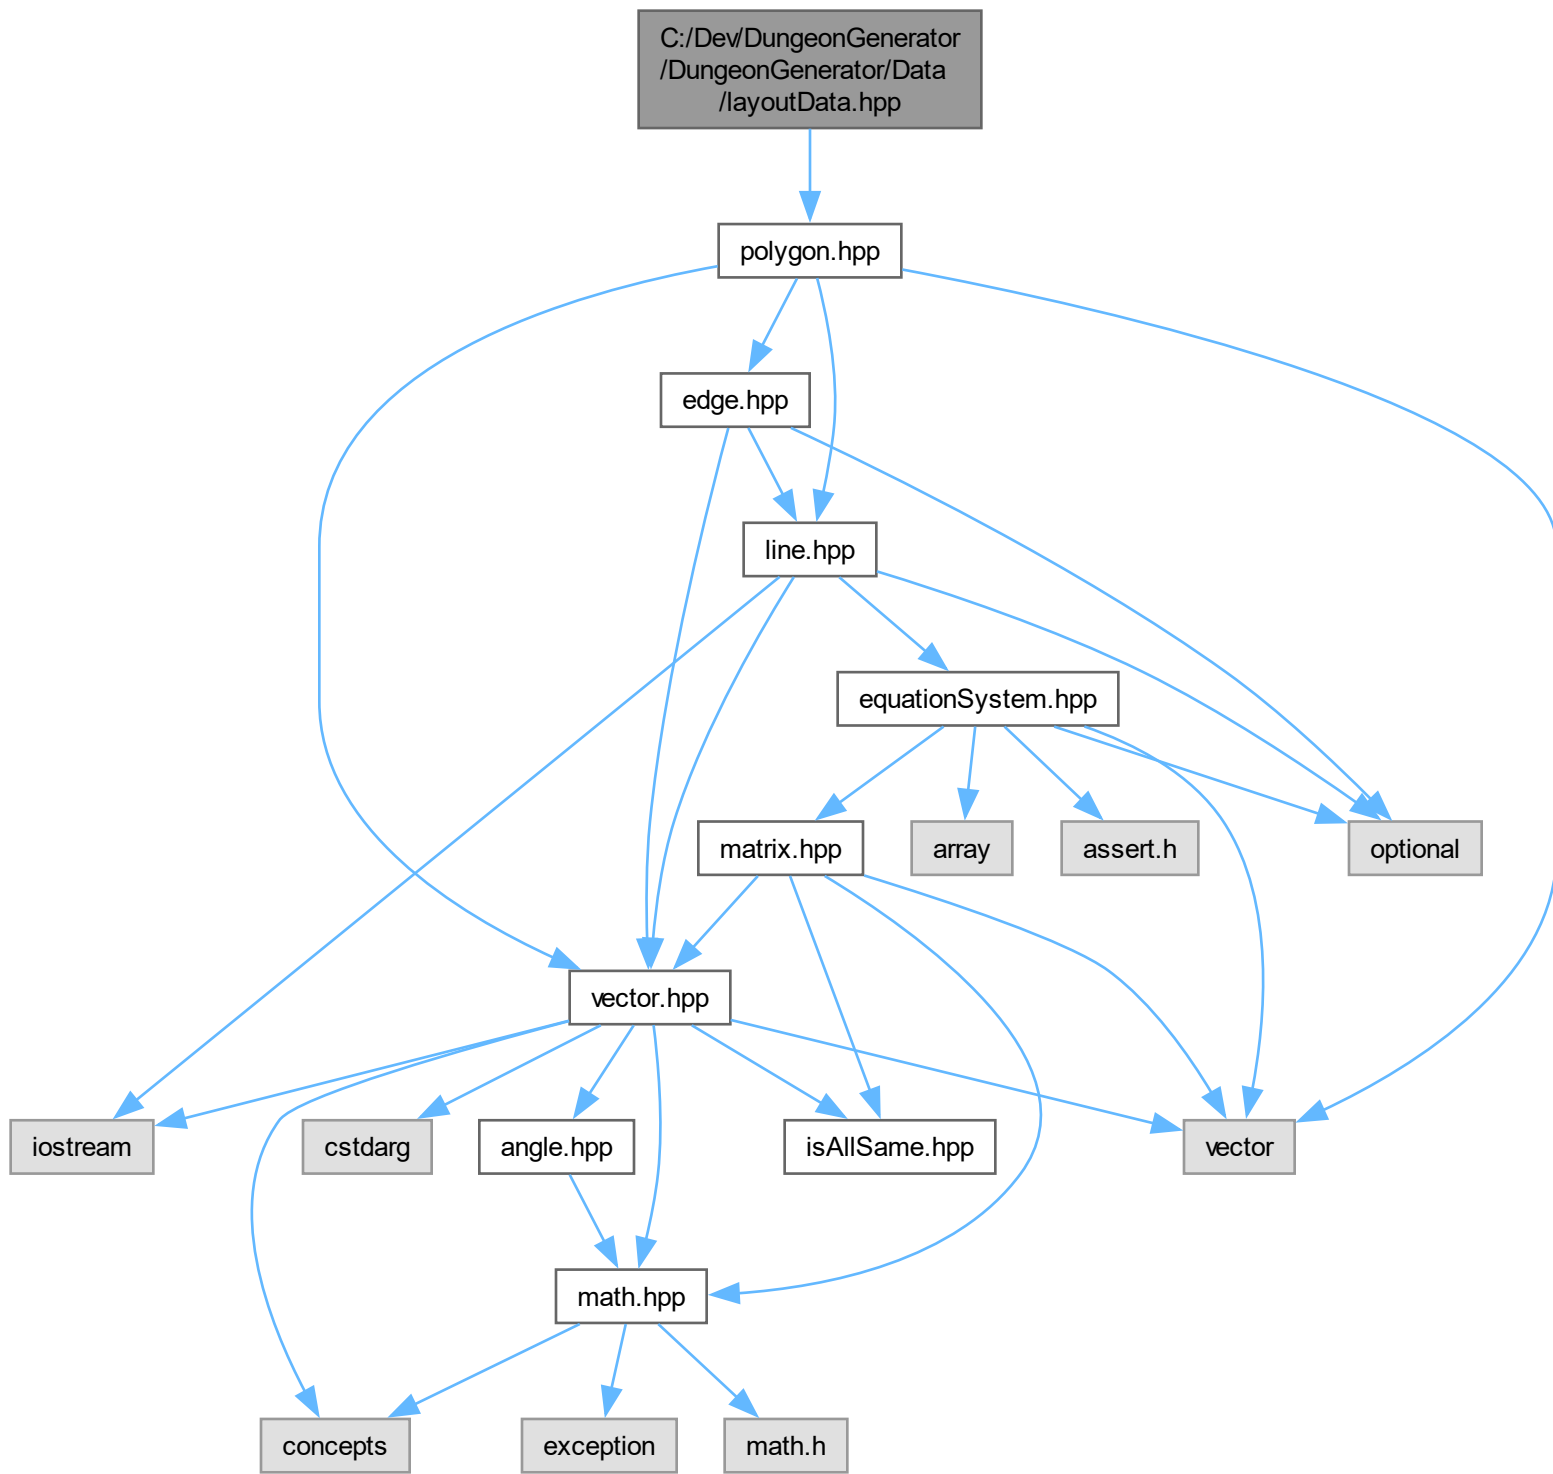 C:/Dev/DungeonGenerator
/DungeonGenerator/Data
/layoutData.hpp
polygon.hpp
edge.hpp
line.hpp
equationSystem.hpp
matrix.hpp
array
assert.h
optional
vector.hpp
iostream
cstdarg
angle.hpp
isAllSame.hpp
vector
math.hpp
concepts
exception
math.h